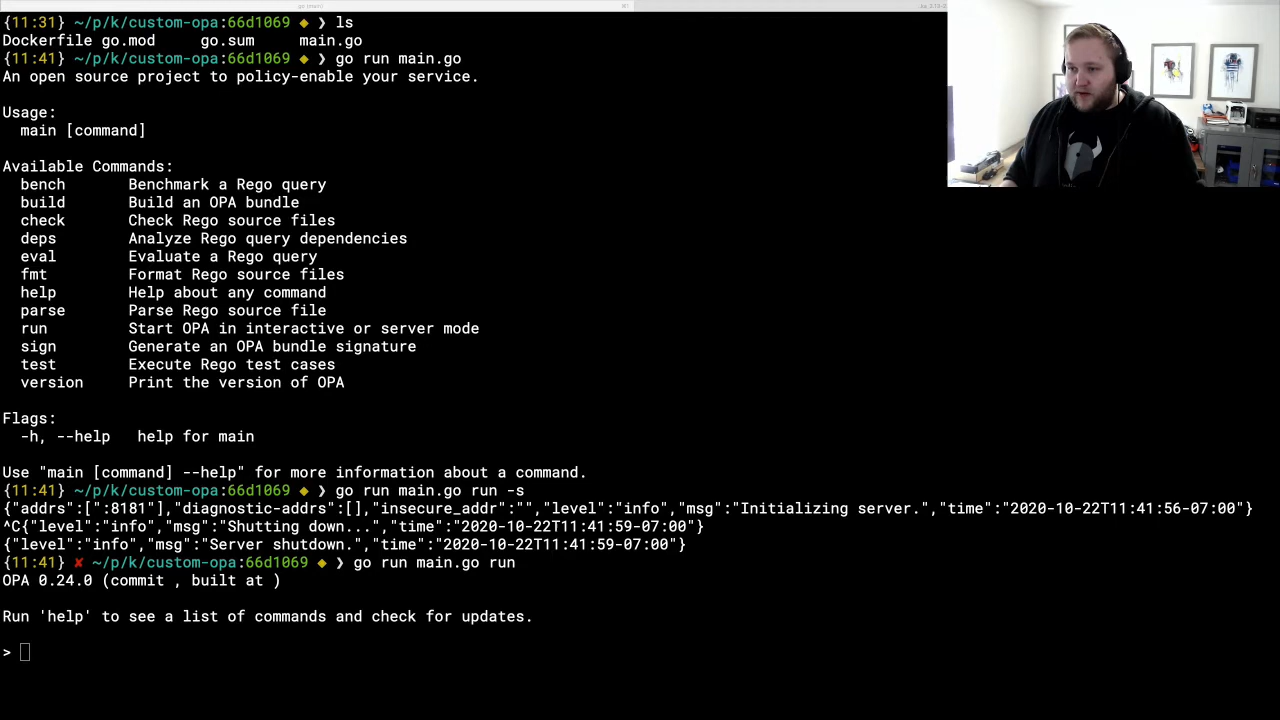 {11:31} ~/p/k/custom-opa:66d1069 ◆ ❯ ls
Dockerfile go.mod     go.sum     main.go
{11:41} ~/p/k/custom-opa:66d1069 ◆ ❯ go run main.go
An open source project to policy-enable your service.
Usage:
  main [command]
Available Commands:
  bench       Benchmark a Rego query
  build       Build an OPA bundle
  check       Check Rego source files
  deps        Analyze Rego query dependencies
  eval        Evaluate a Rego query
  fmt         Format Rego source files
  help        Help about any command
  parse       Parse Rego source file
  run         Start OPA in interactive or server mode
  sign        Generate an OPA bundle signature
  test        Execute Rego test cases
  version     Print the version of OPA
Flags:
  -h, --help   help for main
Use "main [command] --help" for more information about a command.
{11:41} ~/p/k/custom-opa:66d1069 ◆ ❯ go run main.go run -s
{"addrs":[":8181"],"diagnostic-addrs":[],"insecure_addr":"","level":"info","msg":"Initializing server.","time":"2020-10-22T11:41:56-07:00"}
^C{"level":"info","msg":"Shutting down...","time":"2020-10-22T11:41:59-07:00"}
{"level":"info","msg":"Server shutdown.","time":"2020-10-22T11:41:59-07:00"}
{11:41} ✘ ~/p/k/custom-opa:66d1069 ◆ ❯ go run main.go run
OPA 0.24.0 (commit , built at )
Run 'help' to see a list of commands and check for updates.
>